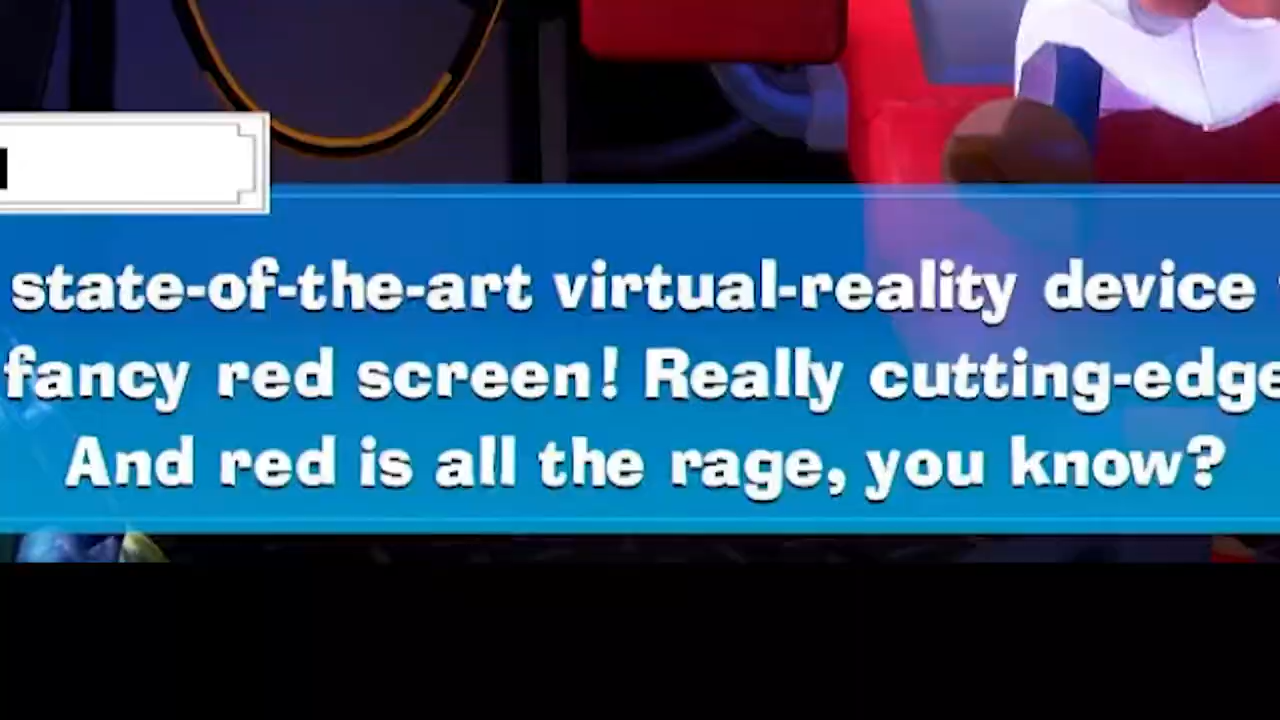 state-of-the-art virtual-reality device
fancy red screen! Really cutting-edge
And red is all the rage, you know?